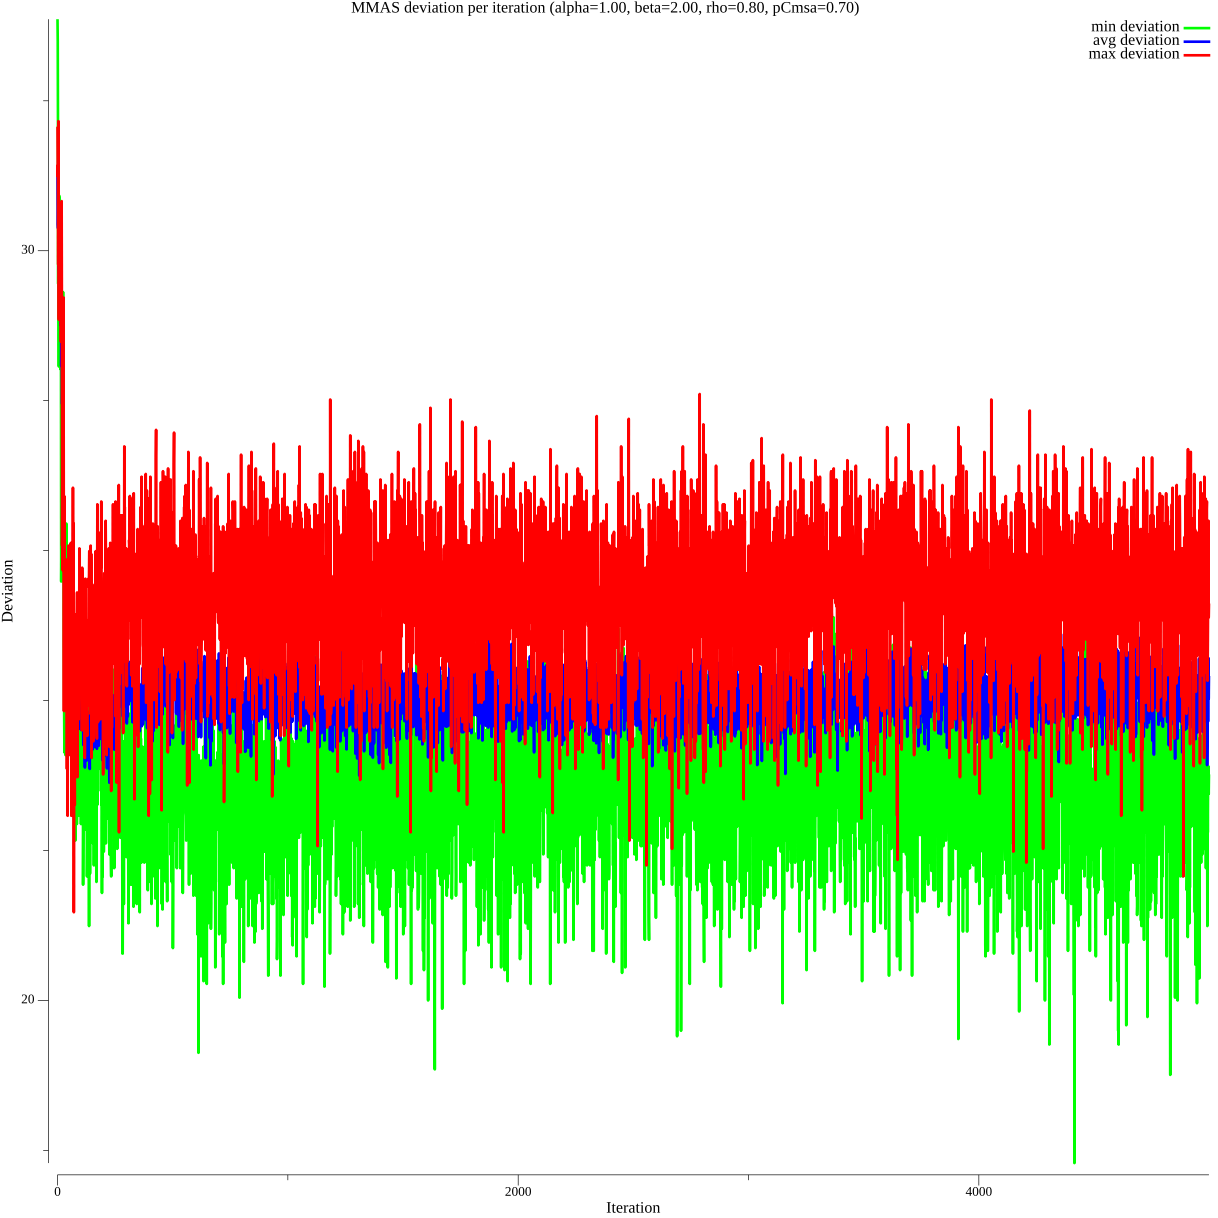 MMAS deviation per iteration (alpha=1.00, beta=2.00, rho=0.80, pCmsa=0.70)
min deviation
avg deviation
max deviation
30
Deviation
20
0
2000
4000
Iteration